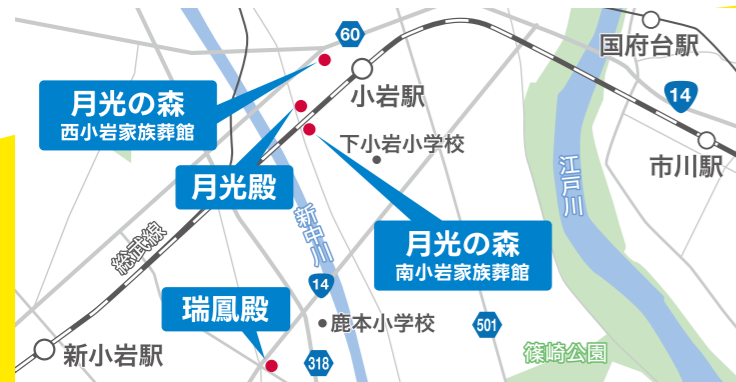 60
国府台駅
小岩駅
14
月光の森
西小岩家族葬館
下小岩小学校
市川駅
月光殿
江戸川
新中川
月光の森
南小岩家族葬館
総武線
14
瑞鳳殿
鹿本小学校
501
新小岩駅
318
篠崎公園